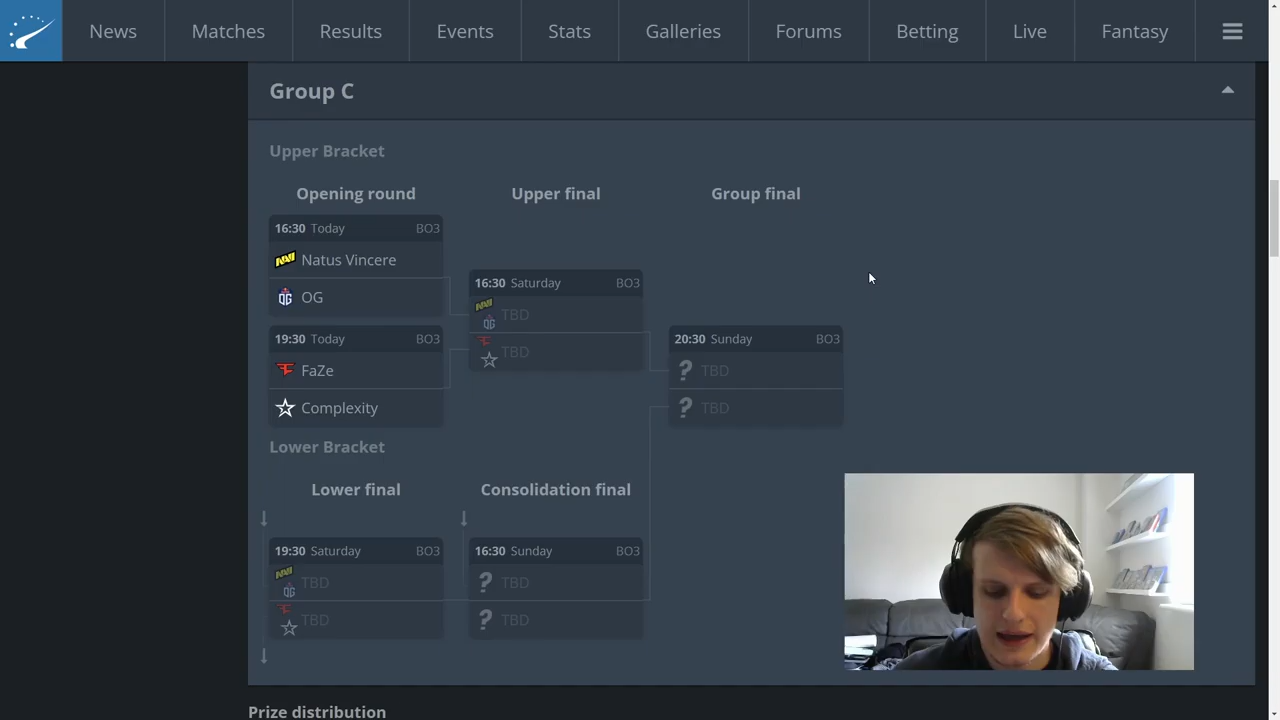 News Matches Results Events Stats Galleries Forums Betting Live Fantasy
Group C
Upper Bracket
Opening round Upper final Group final
16:30 Today BO3
Natus Vincere
OG
19:30 Today BO3
FaZe
Complexity
16:30 Saturday BO3
TBD
TBD
20:30 Sunday BO3
? TBD
? TBD
Lower Bracket
Lower final Consolidation final
19:30 Saturday BO3
TBD
TBD
16:30 Sunday BO3
? TBD
? TBD
Prize distribution